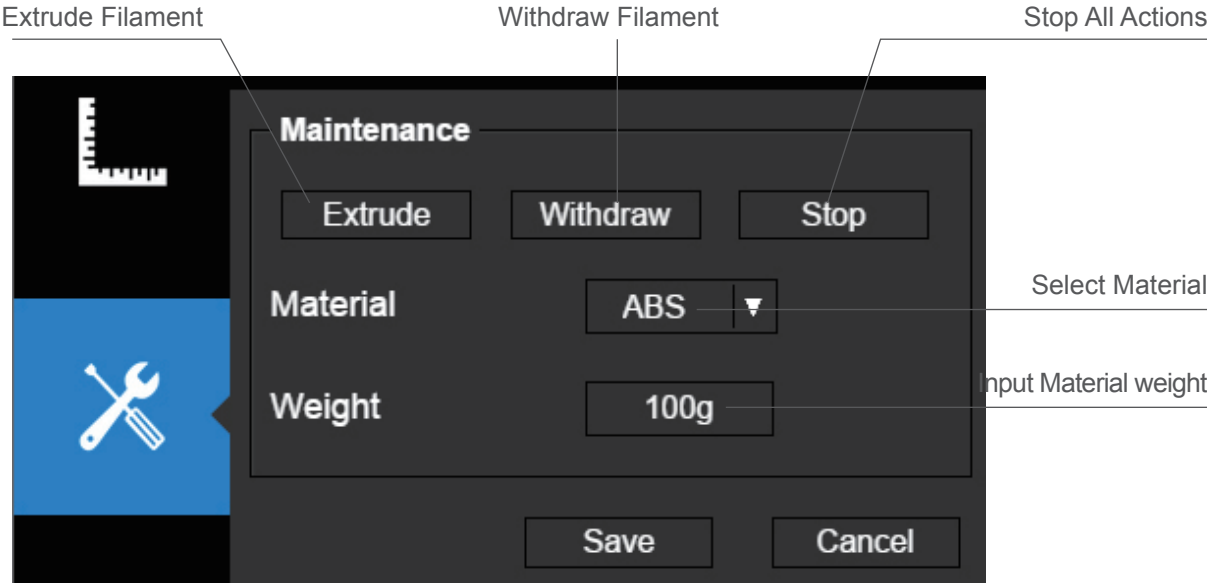 Extrude Filament
Withdraw Filament
Stop All Actions
Maintenance
Extrude
Withdraw
Stop
Select Material
Material
ABS
Input Material weight
Weight
100g
Save
Cancel